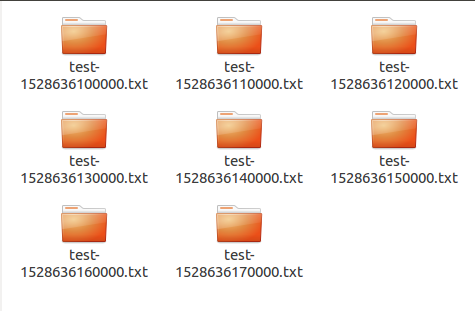 test-
1528636100000.txt
test-
1528636110000.txt
test-
1528636120000.txt
test-
1528636130000.txt
test-
1528636140000.txt
test-
1528636150000.txt
test-
1528636160000.txt
test-
1528636170000.txt